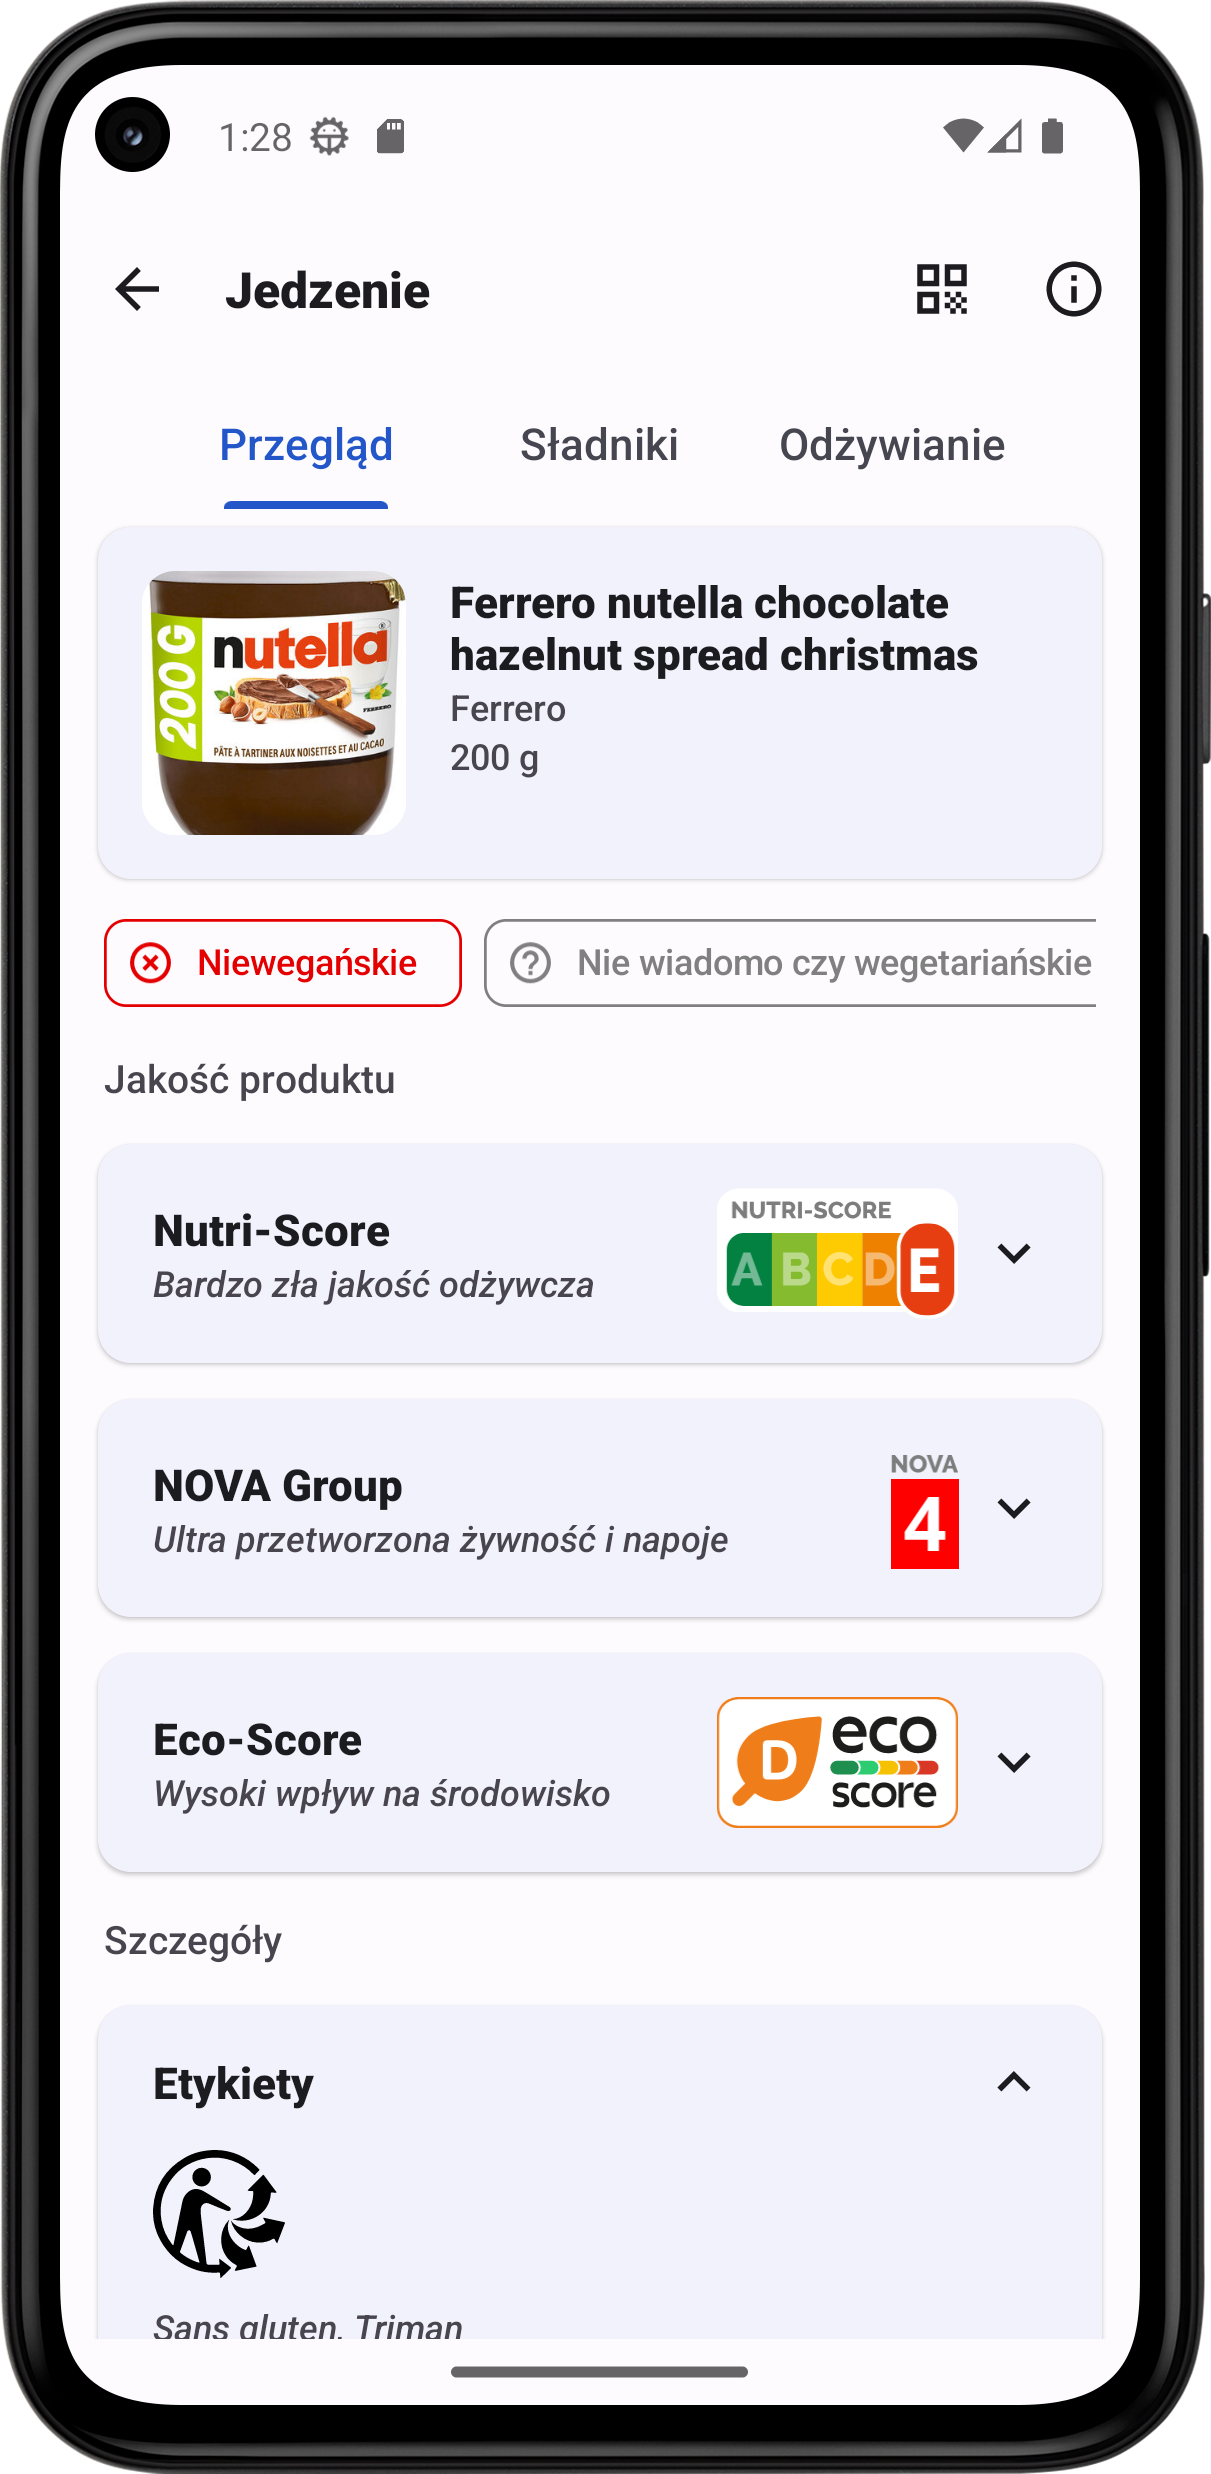 1:28
Jedzenie
Przegląd
Sładniki
Odżywianie
200 G
nutella
FERRERO
PÂTE À TARTINER AUX NOISETTES ET AU CACAO
Ferrero nutella chocolate
hazelnut spread christmas
Ferrero
200 g
Niewegańskie
Nie wiadomo czy wegetariańskie
Jakość produktu
Nutri-Score
Bardzo zła jakość odżywcza
NUTRI-SCORE
A B C D E
NOVA Group
Ultra przetworzona żywność i napoje
NOVA
4
Eco-Score
Wysoki wpływ na środowisko
D
eco
score
Szczegóły
Etykiety
Sans gluten, Triman